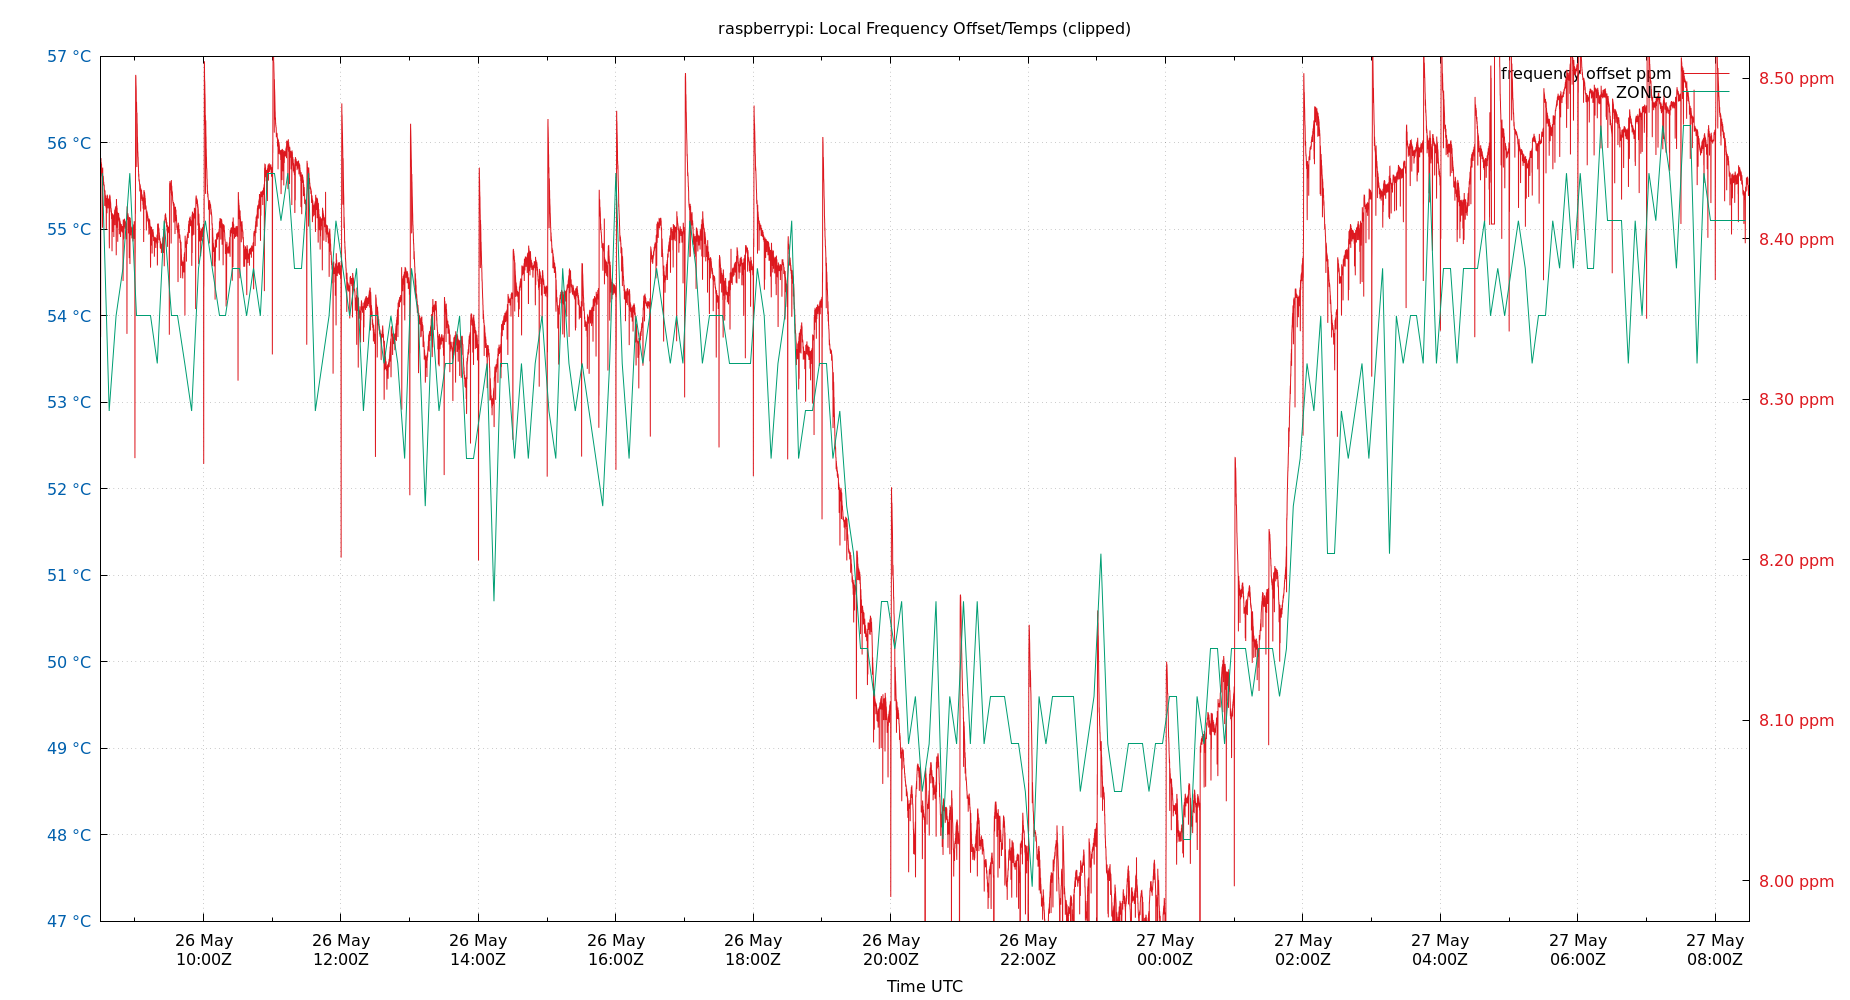 raspberrypi: Local Frequency Offset/Temps (clipped)
57 °C
56 °C
55 °C
54 °C
53 °C
52 °C
51 °C
50 °C
49 °C
48 °C
47 °C
frequency offset ppm
ZONE0
8.50 ppm
8.40 ppm
8.30 ppm
8.20 ppm
8.10 ppm
8.00 ppm
26 May 26 May 26 May 26 May 26 May 26 May 26 May 27 May 27 May 27 May 27 May 27 May
10:00Z 12:00Z 14:00Z 16:00Z 18:00Z 20:00Z 22:00Z 00:00Z 02:00Z 04:00Z 06:00Z 08:00Z
Time UTC